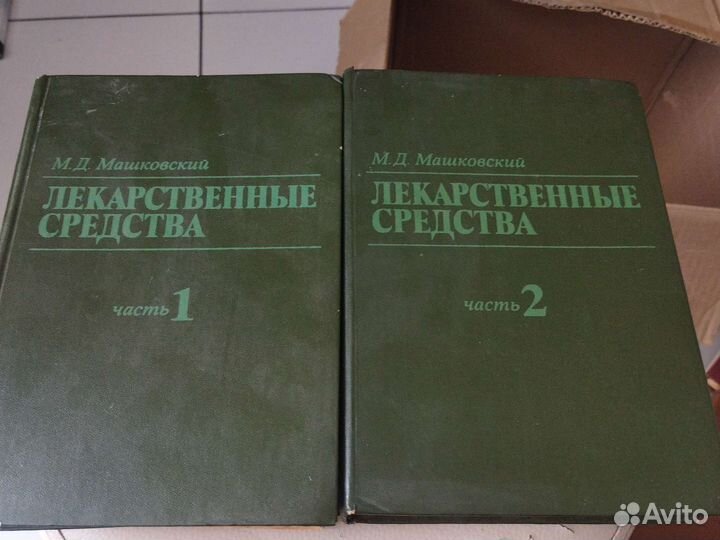 М.Д. Машковский
ЛЕКАРСТВЕННЫЕ
СРЕДСТВА
часть 1
М.Д. Машковский
ЛЕКАРСТВЕННЫЕ
СРЕДСТВА
часть 2
Avito